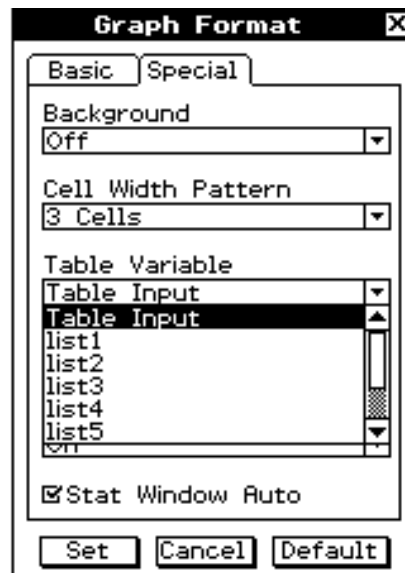 Graph Format
Basic Special
Background
Off
Cell Width Pattern
3 Cells
Table Variable
Table Input
Table Input
list1
list2
list3
list4
list5
Stat Window Auto
Set Cancel Default